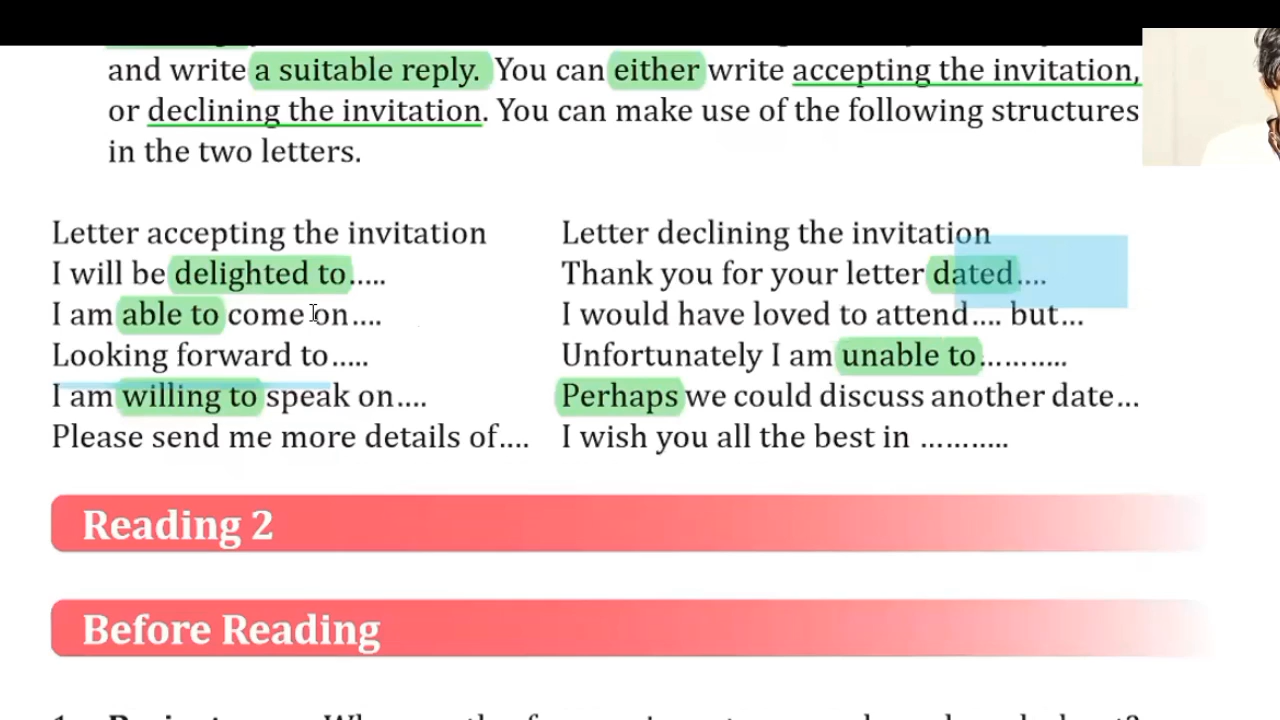 and write a suitable reply. You can either write accepting the invitation,
or declining the invitation. You can make use of the following structures
in the two letters.
Letter accepting the invitation
I will be delighted to.....
I am able to come on....
Looking forward to.....
I am willing to speak on....
Please send me more details of....
Letter declining the invitation
Thank you for your letter dated....
I would have loved to attend.... but...
Unfortunately I am unable to...........
Perhaps we could discuss another date...
I wish you all the best in ...........
Reading 2
Before Reading